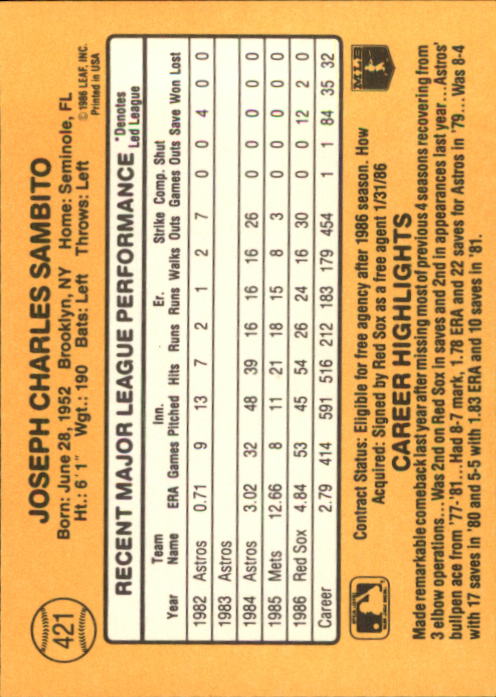 421
JOSEPH CHARLES SAMBITO
Born: June 28, 1952 Brooklyn, NY Home: Seminole, FL
Ht.: 6'1" Wgt.: 190 Bats: Left Throws: Left
© 1986 LEAF, INC.
Printed in USA
RECENT MAJOR LEAGUE PERFORMANCE *Denotes Led League
Year Team Name ERA Games Inn. Pitched Hits Runs Er. Runs Walks Strike Outs Comp. Games Shut Outs Save Won Lost
1982 Astros 0.71 9 13 7 2 1 2 7 0 0 4 0 0
1983 Astros
1984 Astros 3.02 32 48 39 16 16 16 26 0 0 0 0 0
1985 Mets 12.66 8 11 21 18 15 8 3 0 0 0 0 0
1986 Red Sox 4.84 53 45 54 26 24 16 30 0 0 12 2 0
Career 2.79 414 591 516 212 183 179 454 1 1 84 35 32
Contract Status: Eligible for free agency after 1986 season. How
Acquired: Signed by Red Sox as a free agent 1/31/86
MLB
CAREER HIGHLIGHTS
Made remarkable comeback last year after missing most of previous 4 seasons recovering from
3 elbow operations... Was 2nd on Red Sox in saves and 2nd in appearances last year... Astros'
bullpen ace from '77-'81... Had 8-7 mark, 1.78 ERA and 22 saves for Astros in '79... Was 8-4
with 17 saves in '80 and 5-5 with 1.83 ERA and 10 saves in '81.